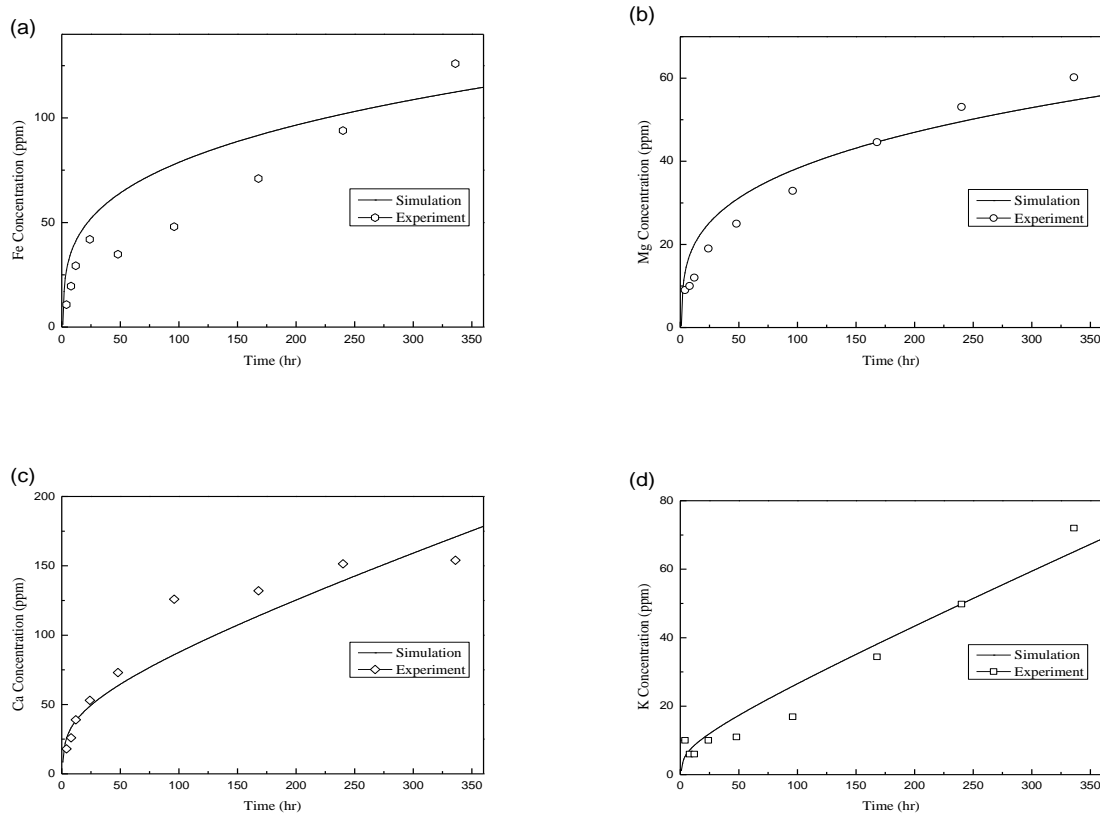 (a)
Fe Concentration (ppm)
100
50
0
0 50 100 150 200 250 300 350
Time (hr)
Simulation
Experiment
(b)
Mg Concentration (ppm)
60
40
20
0
0 50 100 150 200 250 300 350
Time (hr)
Simulation
Experiment
(c)
Ca Concentration (ppm)
200
150
100
50
0
0 50 100 150 200 250 300 350
Time (hr)
Simulation
Experiment
(d)
K Concentration (ppm)
80
60
40
20
0
0 50 100 150 200 250 300 350
Time (hr)
Simulation
Experiment